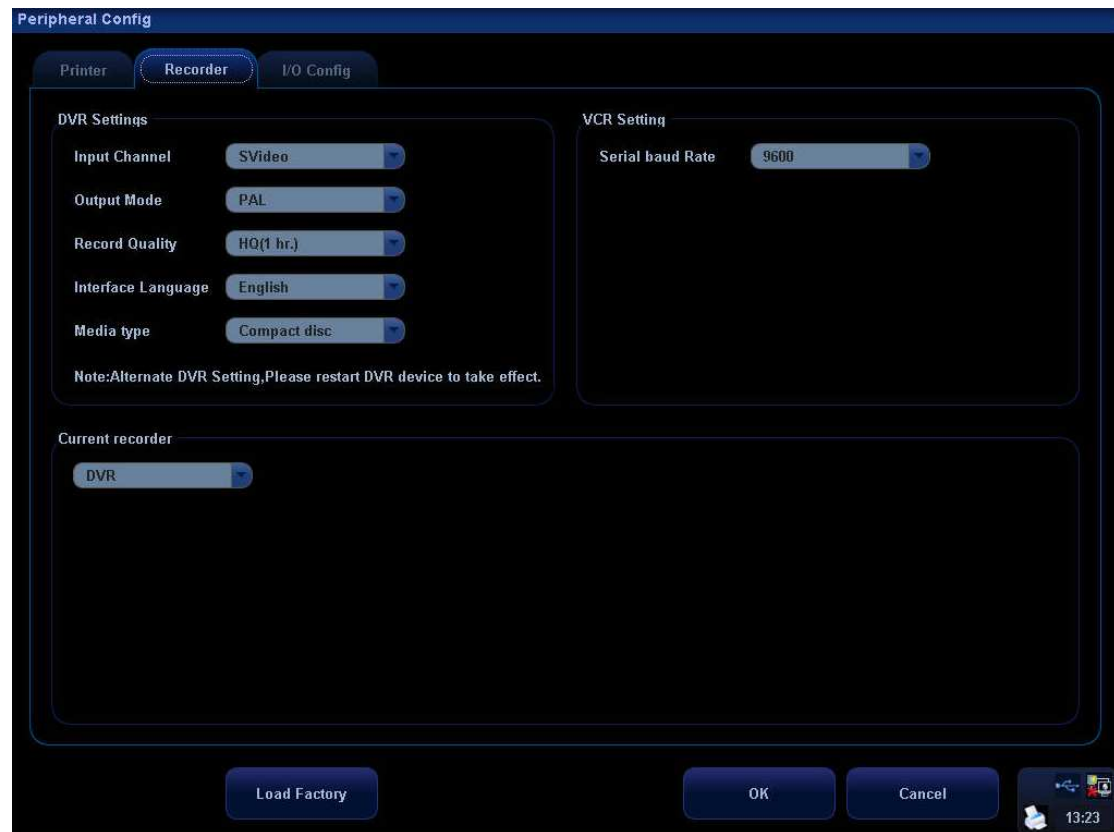 Peripheral Config
Printer
Recorder
I/O Config
DVR Settings
Input Channel SVideo
Output Mode PAL
Record Quality HQ(1 hr.)
Interface Language English
Media type Compact disc
Note:Alternate DVR Setting,Please restart DVR device to take effect.
VCR Setting
Serial baud Rate 9600
Current recorder
DVR
Load Factory
OK
Cancel
13:23